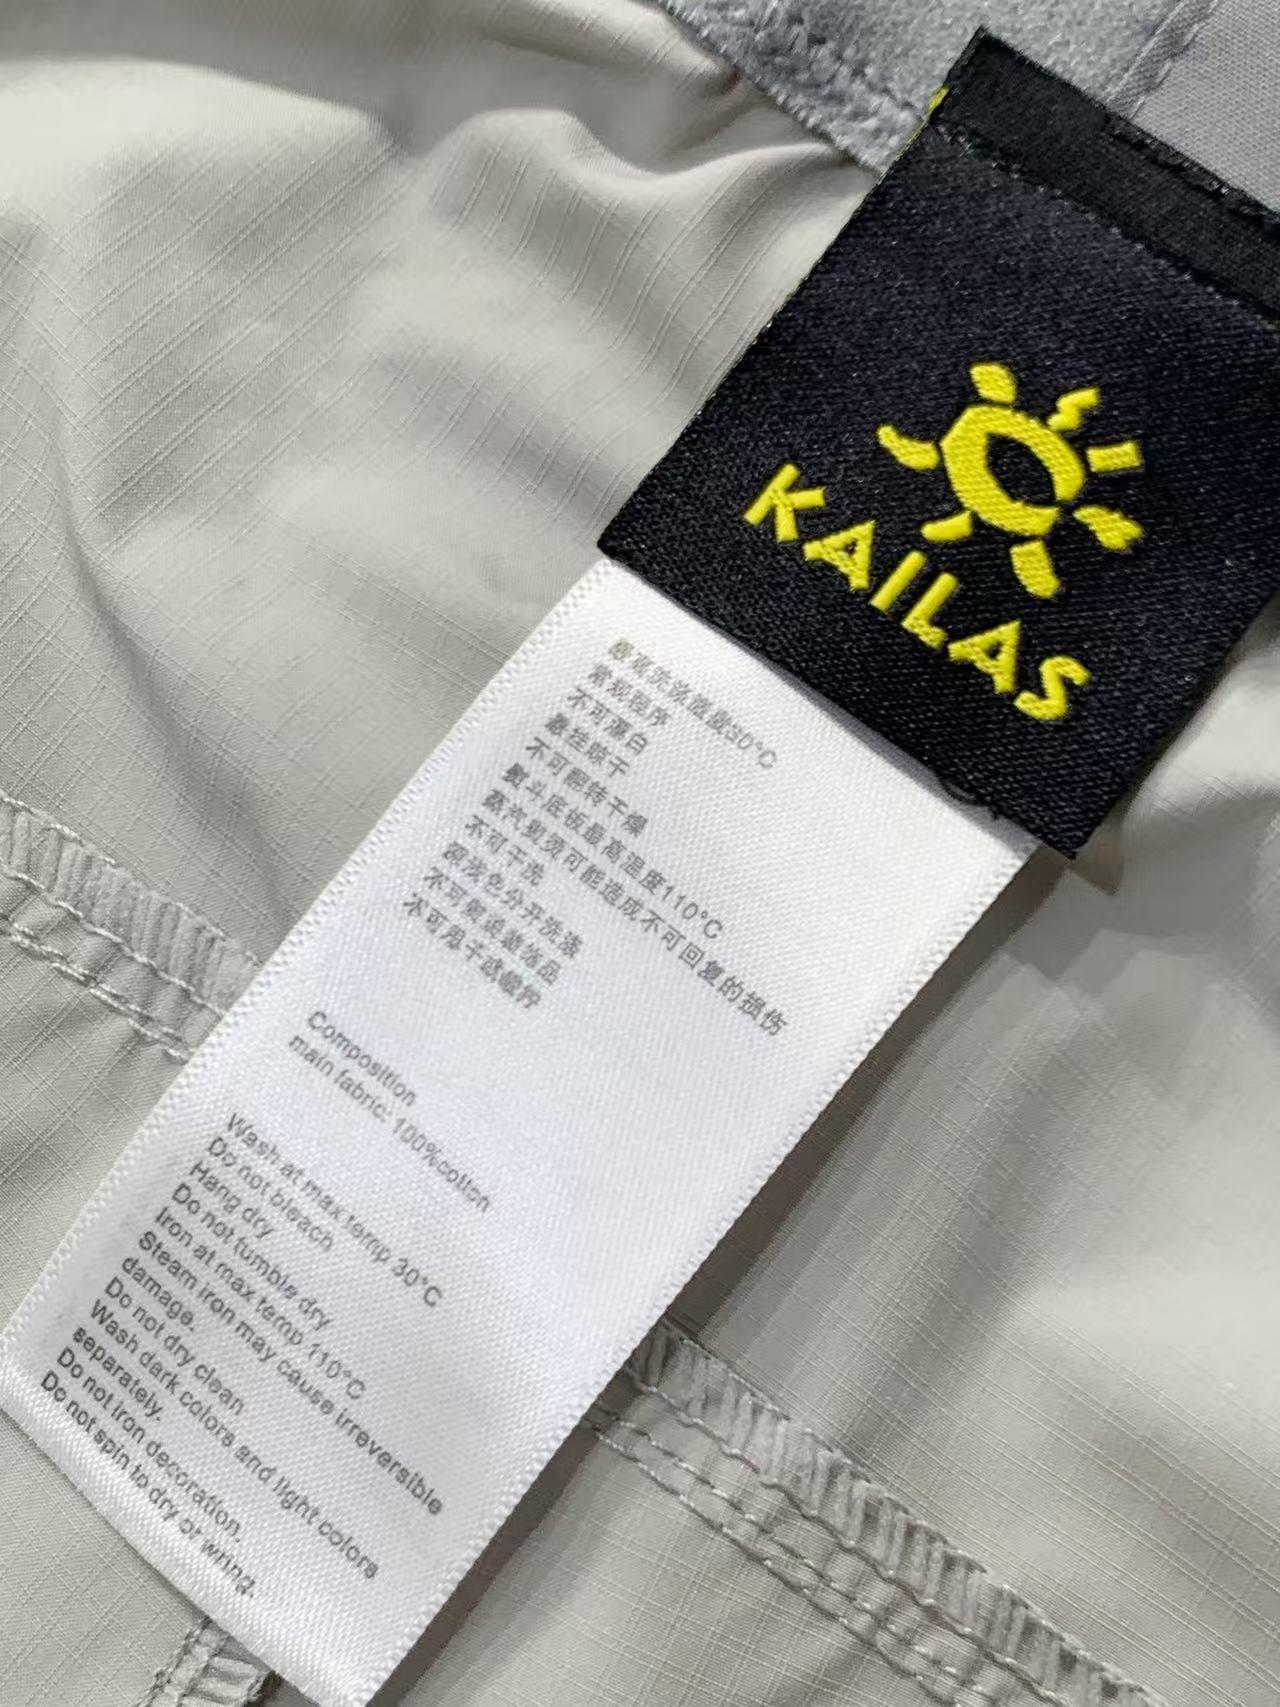 KAILAS
最高洗涤温度30°C
常规程序
不可漂白
悬挂晾干
不可翻转干燥
熨斗底板最高温度110°C
蒸汽熨烫可能造成不可回复的损伤
不可干洗
深浅色分开洗涤
不可熨烫装饰品
不可甩干或拧
Composition
main fabric: 100%cotton
Wash at max temp 30°C
Do not bleach
Hang dry
Do not tumble dry
Iron at max temp 110°C
Steam iron may cause irreversible
damage.
Do not dry clean
Wash dark colors and light colors
separately.
Do not iron decoration.
Do not spin to dry or wring.